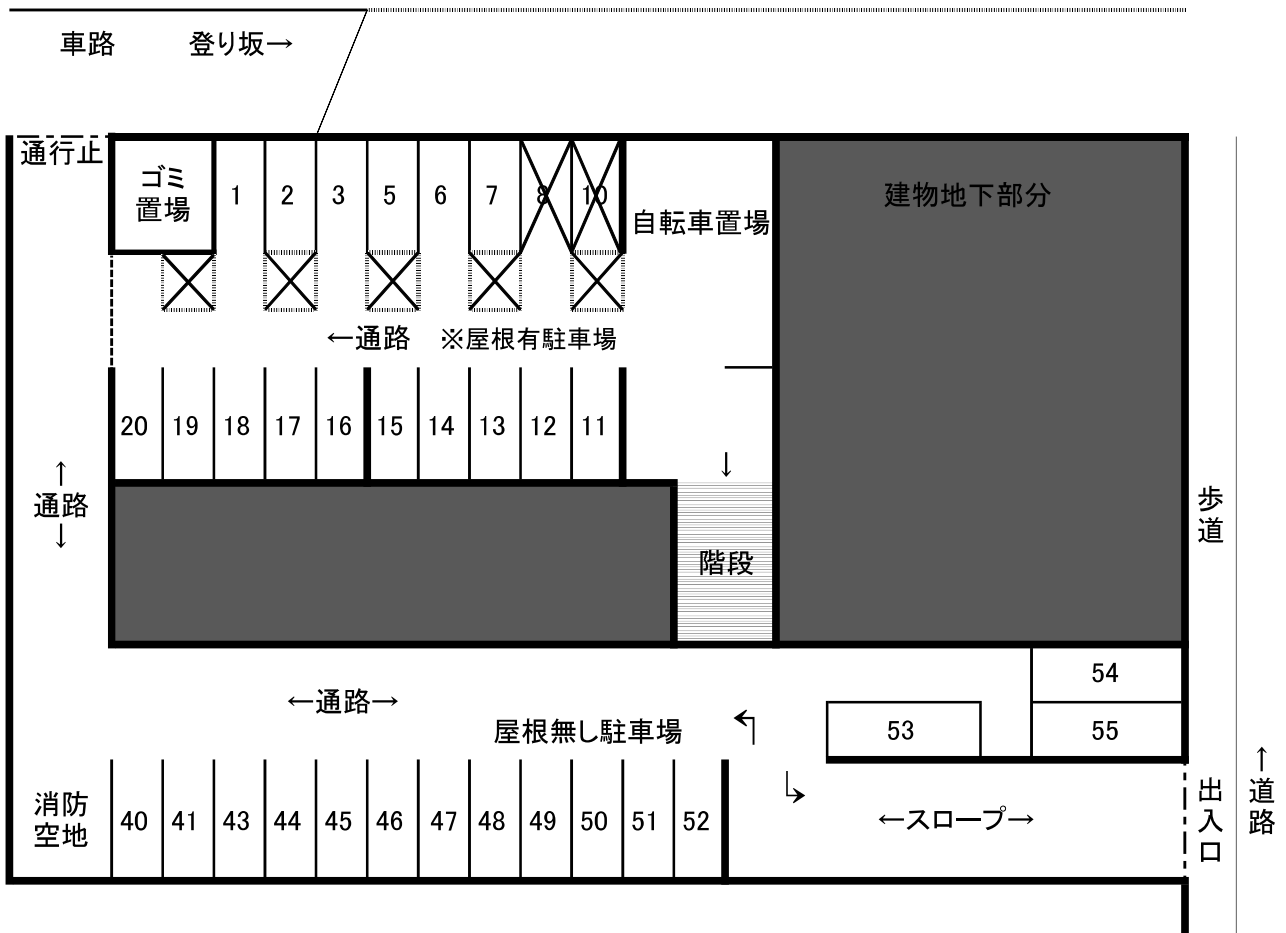 車路 登り坂→
通行止
ゴミ
置場
1 2 3 5 6 7 8 10
自転車置場
建物地下部分
←通路 ※屋根有駐車場
20 19 18 17 16 15 14 13 12 11
↑
通路
↓
↓
階段
歩道
54
←通路→
屋根無し駐車場
53
55
消防
空地
40 41 43 44 45 46 47 48 49 50 51 52
←スロープ→
出入口
↑道路